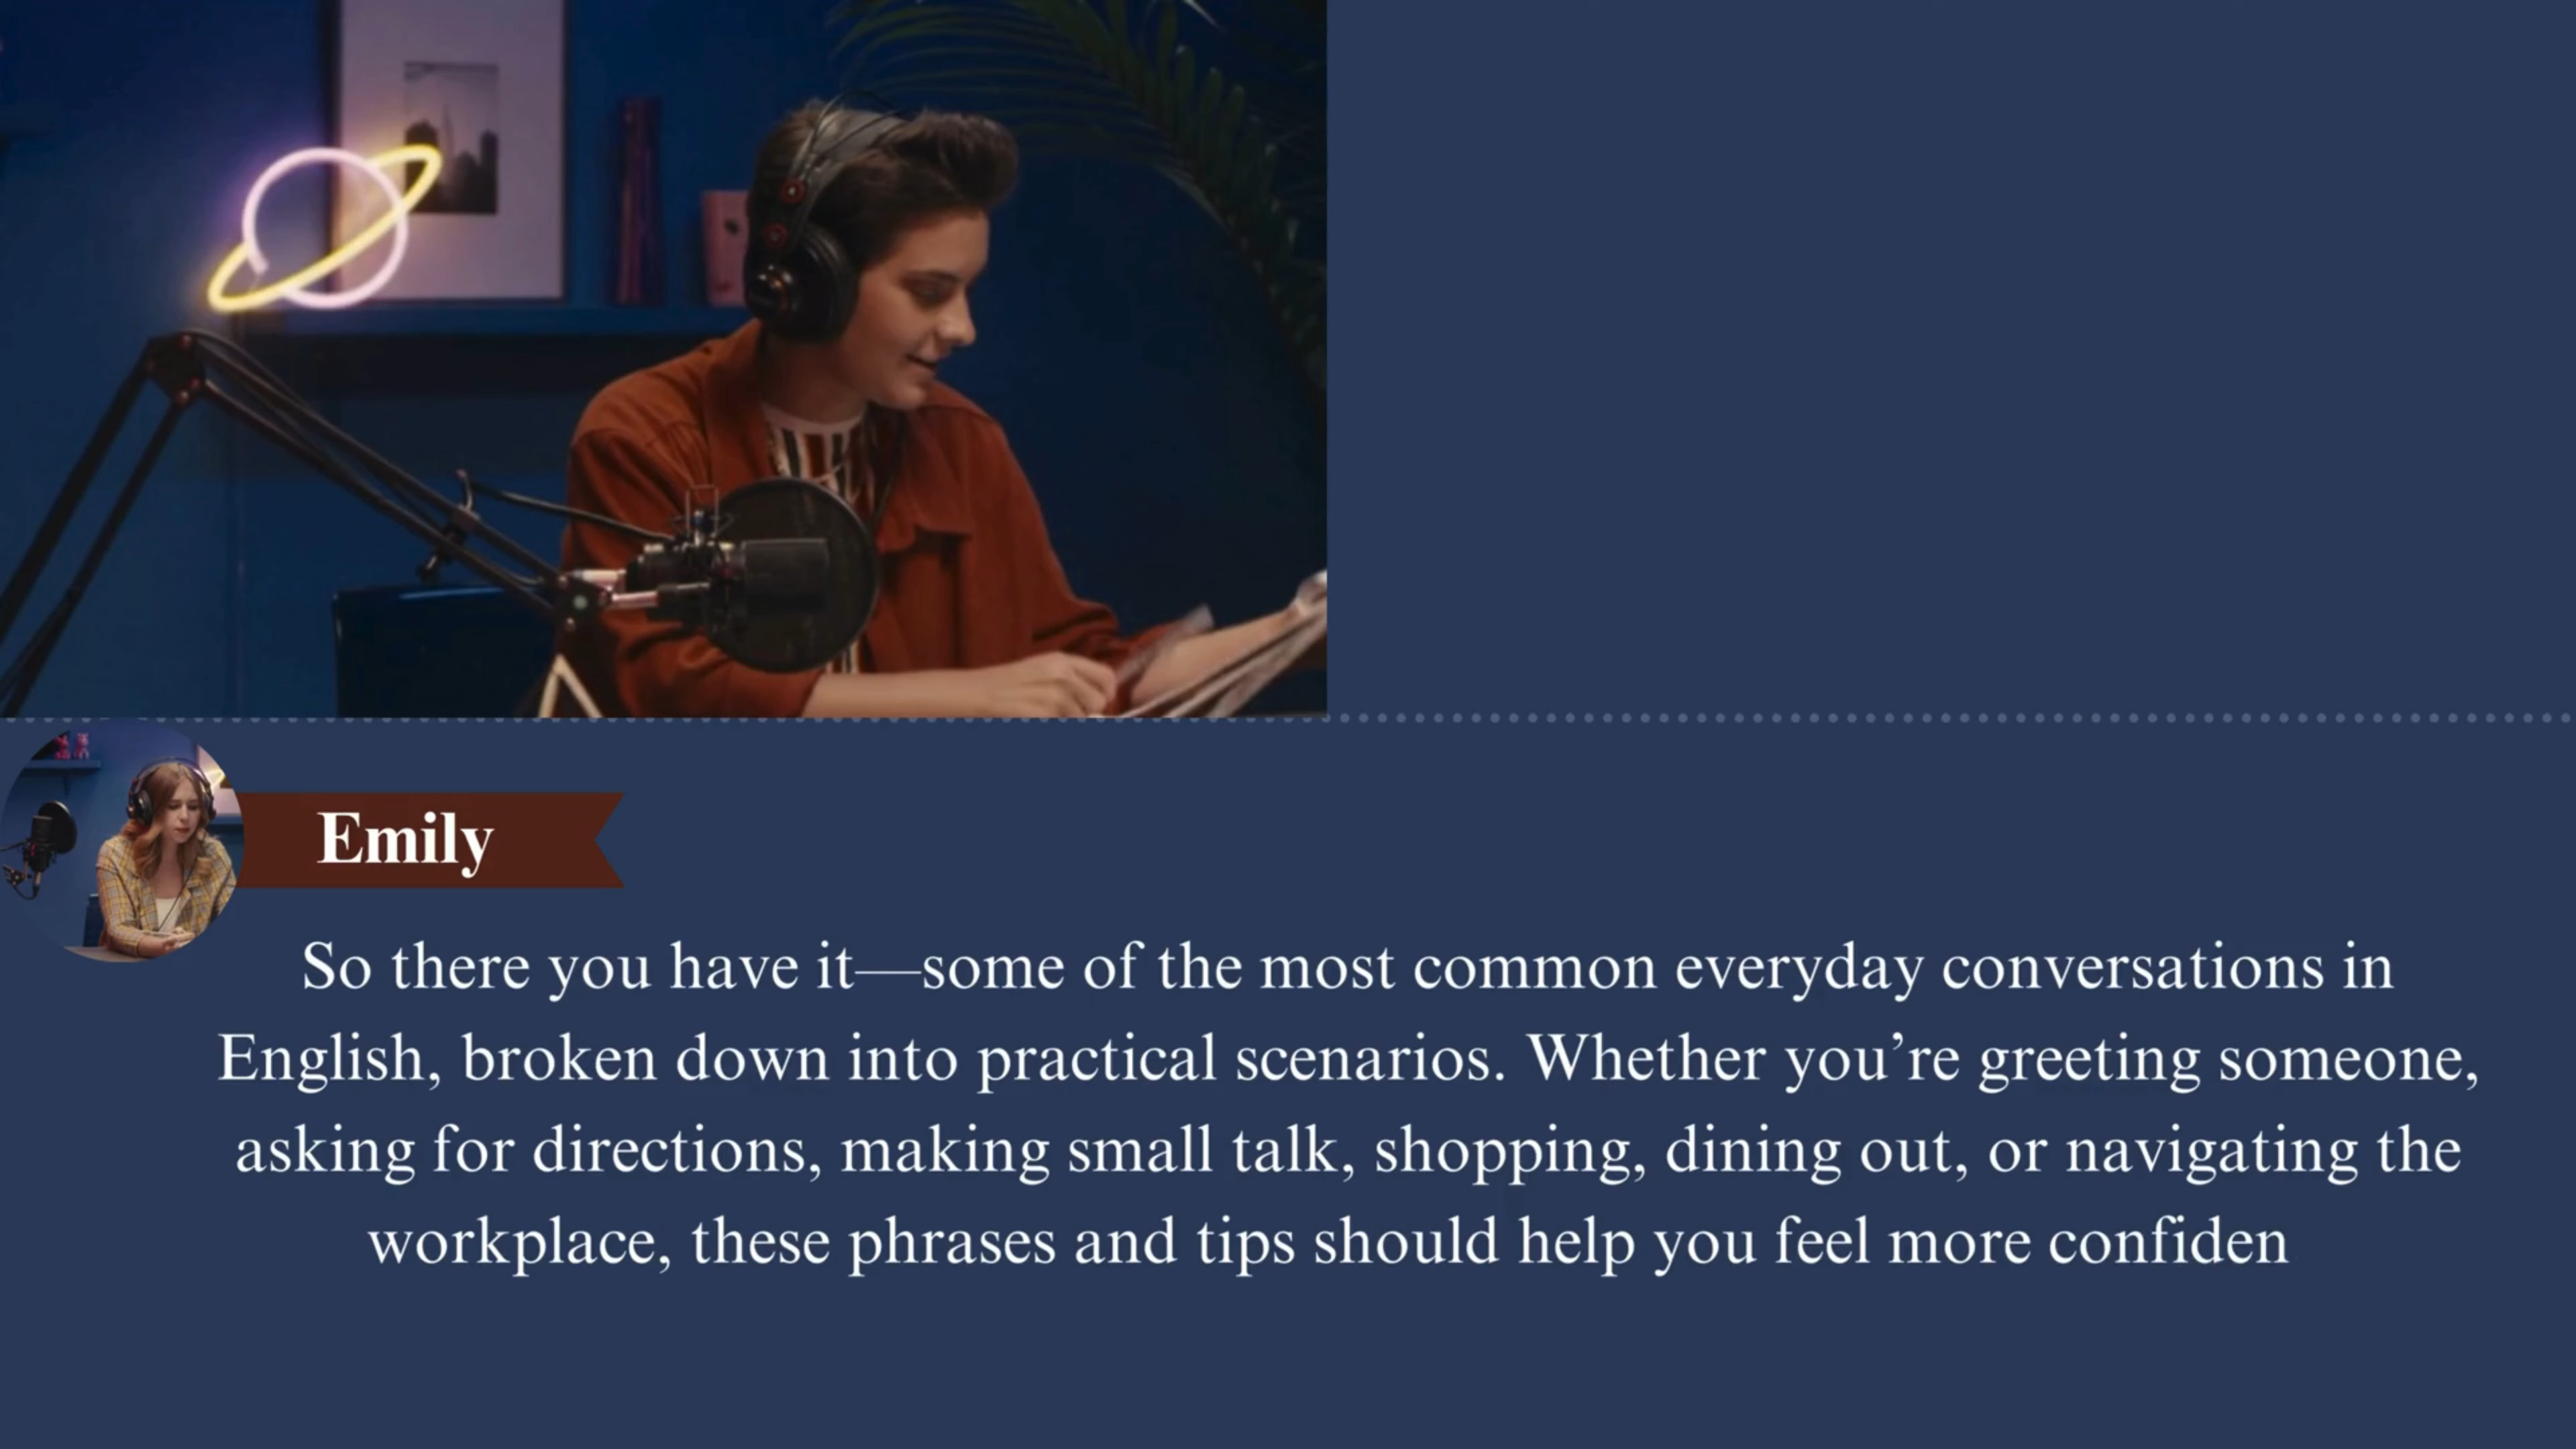 Emily
So there you have it—some of the most common everyday conversations in
English, broken down into practical scenarios. Whether you’re greeting someone,
asking for directions, making small talk, shopping, dining out, or navigating the
workplace, these phrases and tips should help you feel more confiden